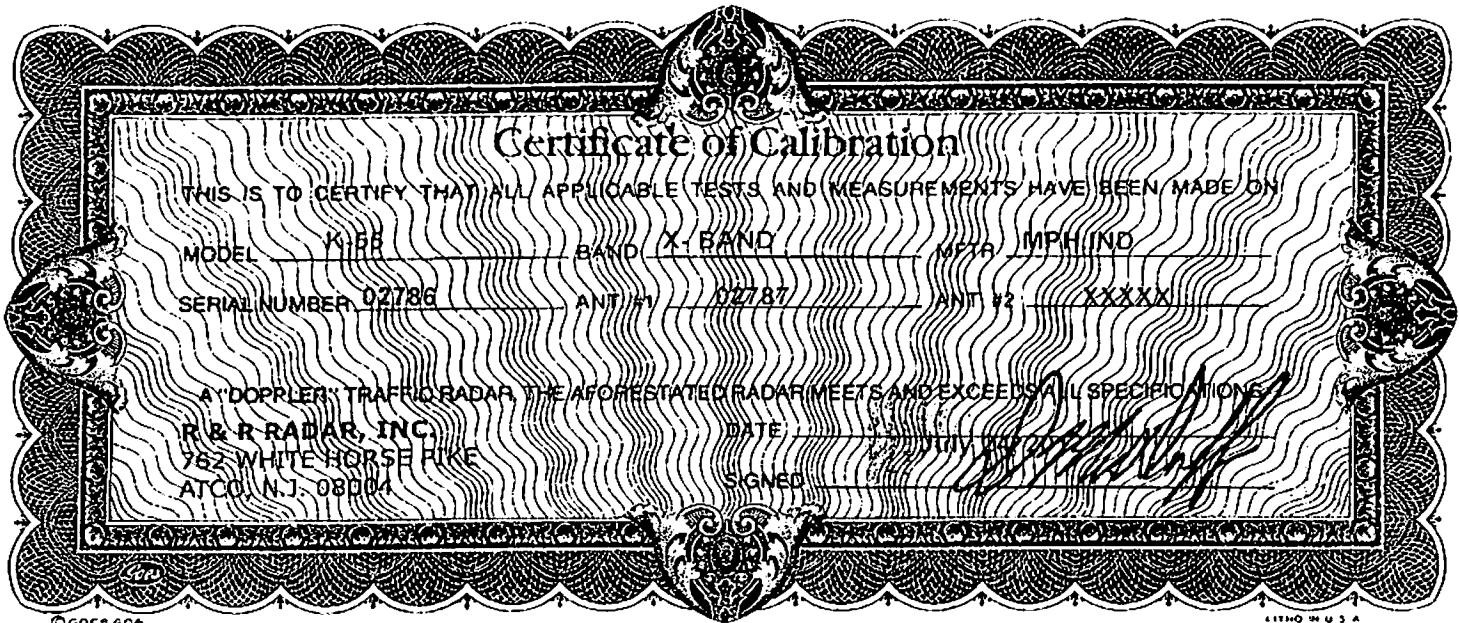 Certificate of Calibration
THIS IS TO CERTIFY THAT ALL APPLICABLE TESTS AND MEASUREMENTS HAVE BEEN MADE ON
MODEL K-55 BAND X-BAND MFTR MPH IND
SERIAL NUMBER 02786 ANT #1 02787 ANT #2 XXXXX
A "DOPPLER" TRAFFIC RADAR, THE AFORESTATED RADAR MEETS AND EXCEEDS ALL SPECIFICATIONS
R & R RADAR, INC.
762 WHITE HORSE PIKE
ATCO, N.J. 08004
DATE July
SIGNED
LITHO IN U S A